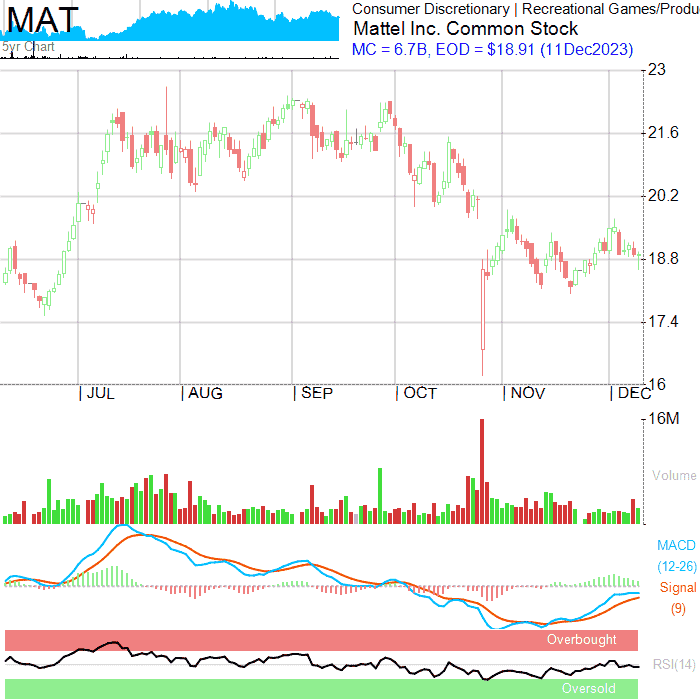 MAT
5yr Chart
Consumer Discretionary | Recreational Games/Produ
Mattel Inc. Common Stock
MC = 6.7B, EOD = $18.91 (11Dec2023)
23
21.6
20.2
18.8
17.4
16
JUL
AUG
SEP
OCT
NOV
DEC
16M
Volume
MACD
(12-26)
Signal
(9)
Overbought
RSI(14)
Oversold